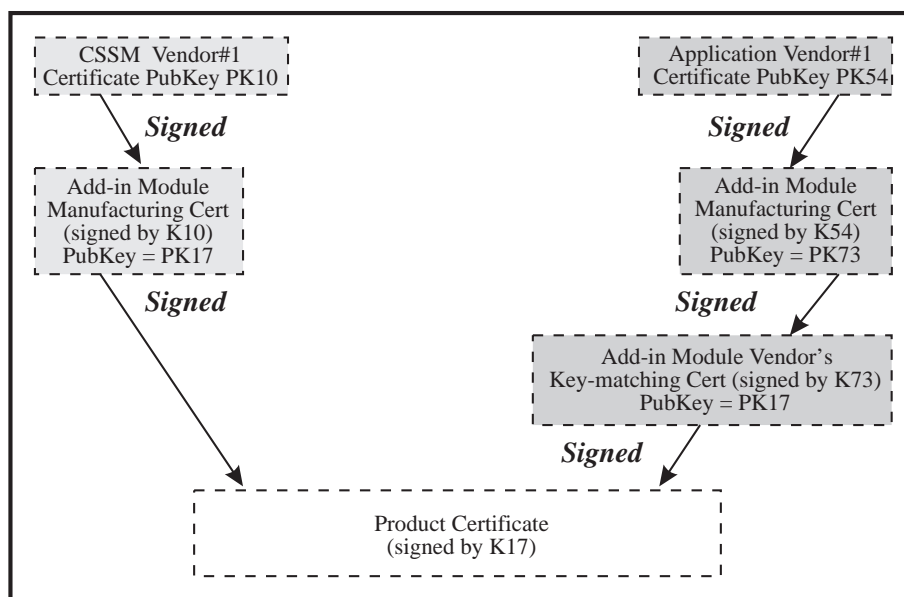 CSSM Vendor#1
Certificate PubKey PK10
Application Vendor#1
Certificate PubKey PK54
Signed
Signed
Add-in Module
Manufacturing Cert
(signed by K10)
PubKey = PK17
Add-in Module
Manufacturing Cert
(signed by K54)
PubKey = PK73
Signed
Signed
Add-in Module Vendor’s
Key-matching Cert (signed by K73)
PubKey = PK17
Signed
Product Certificate
(signed by K17)